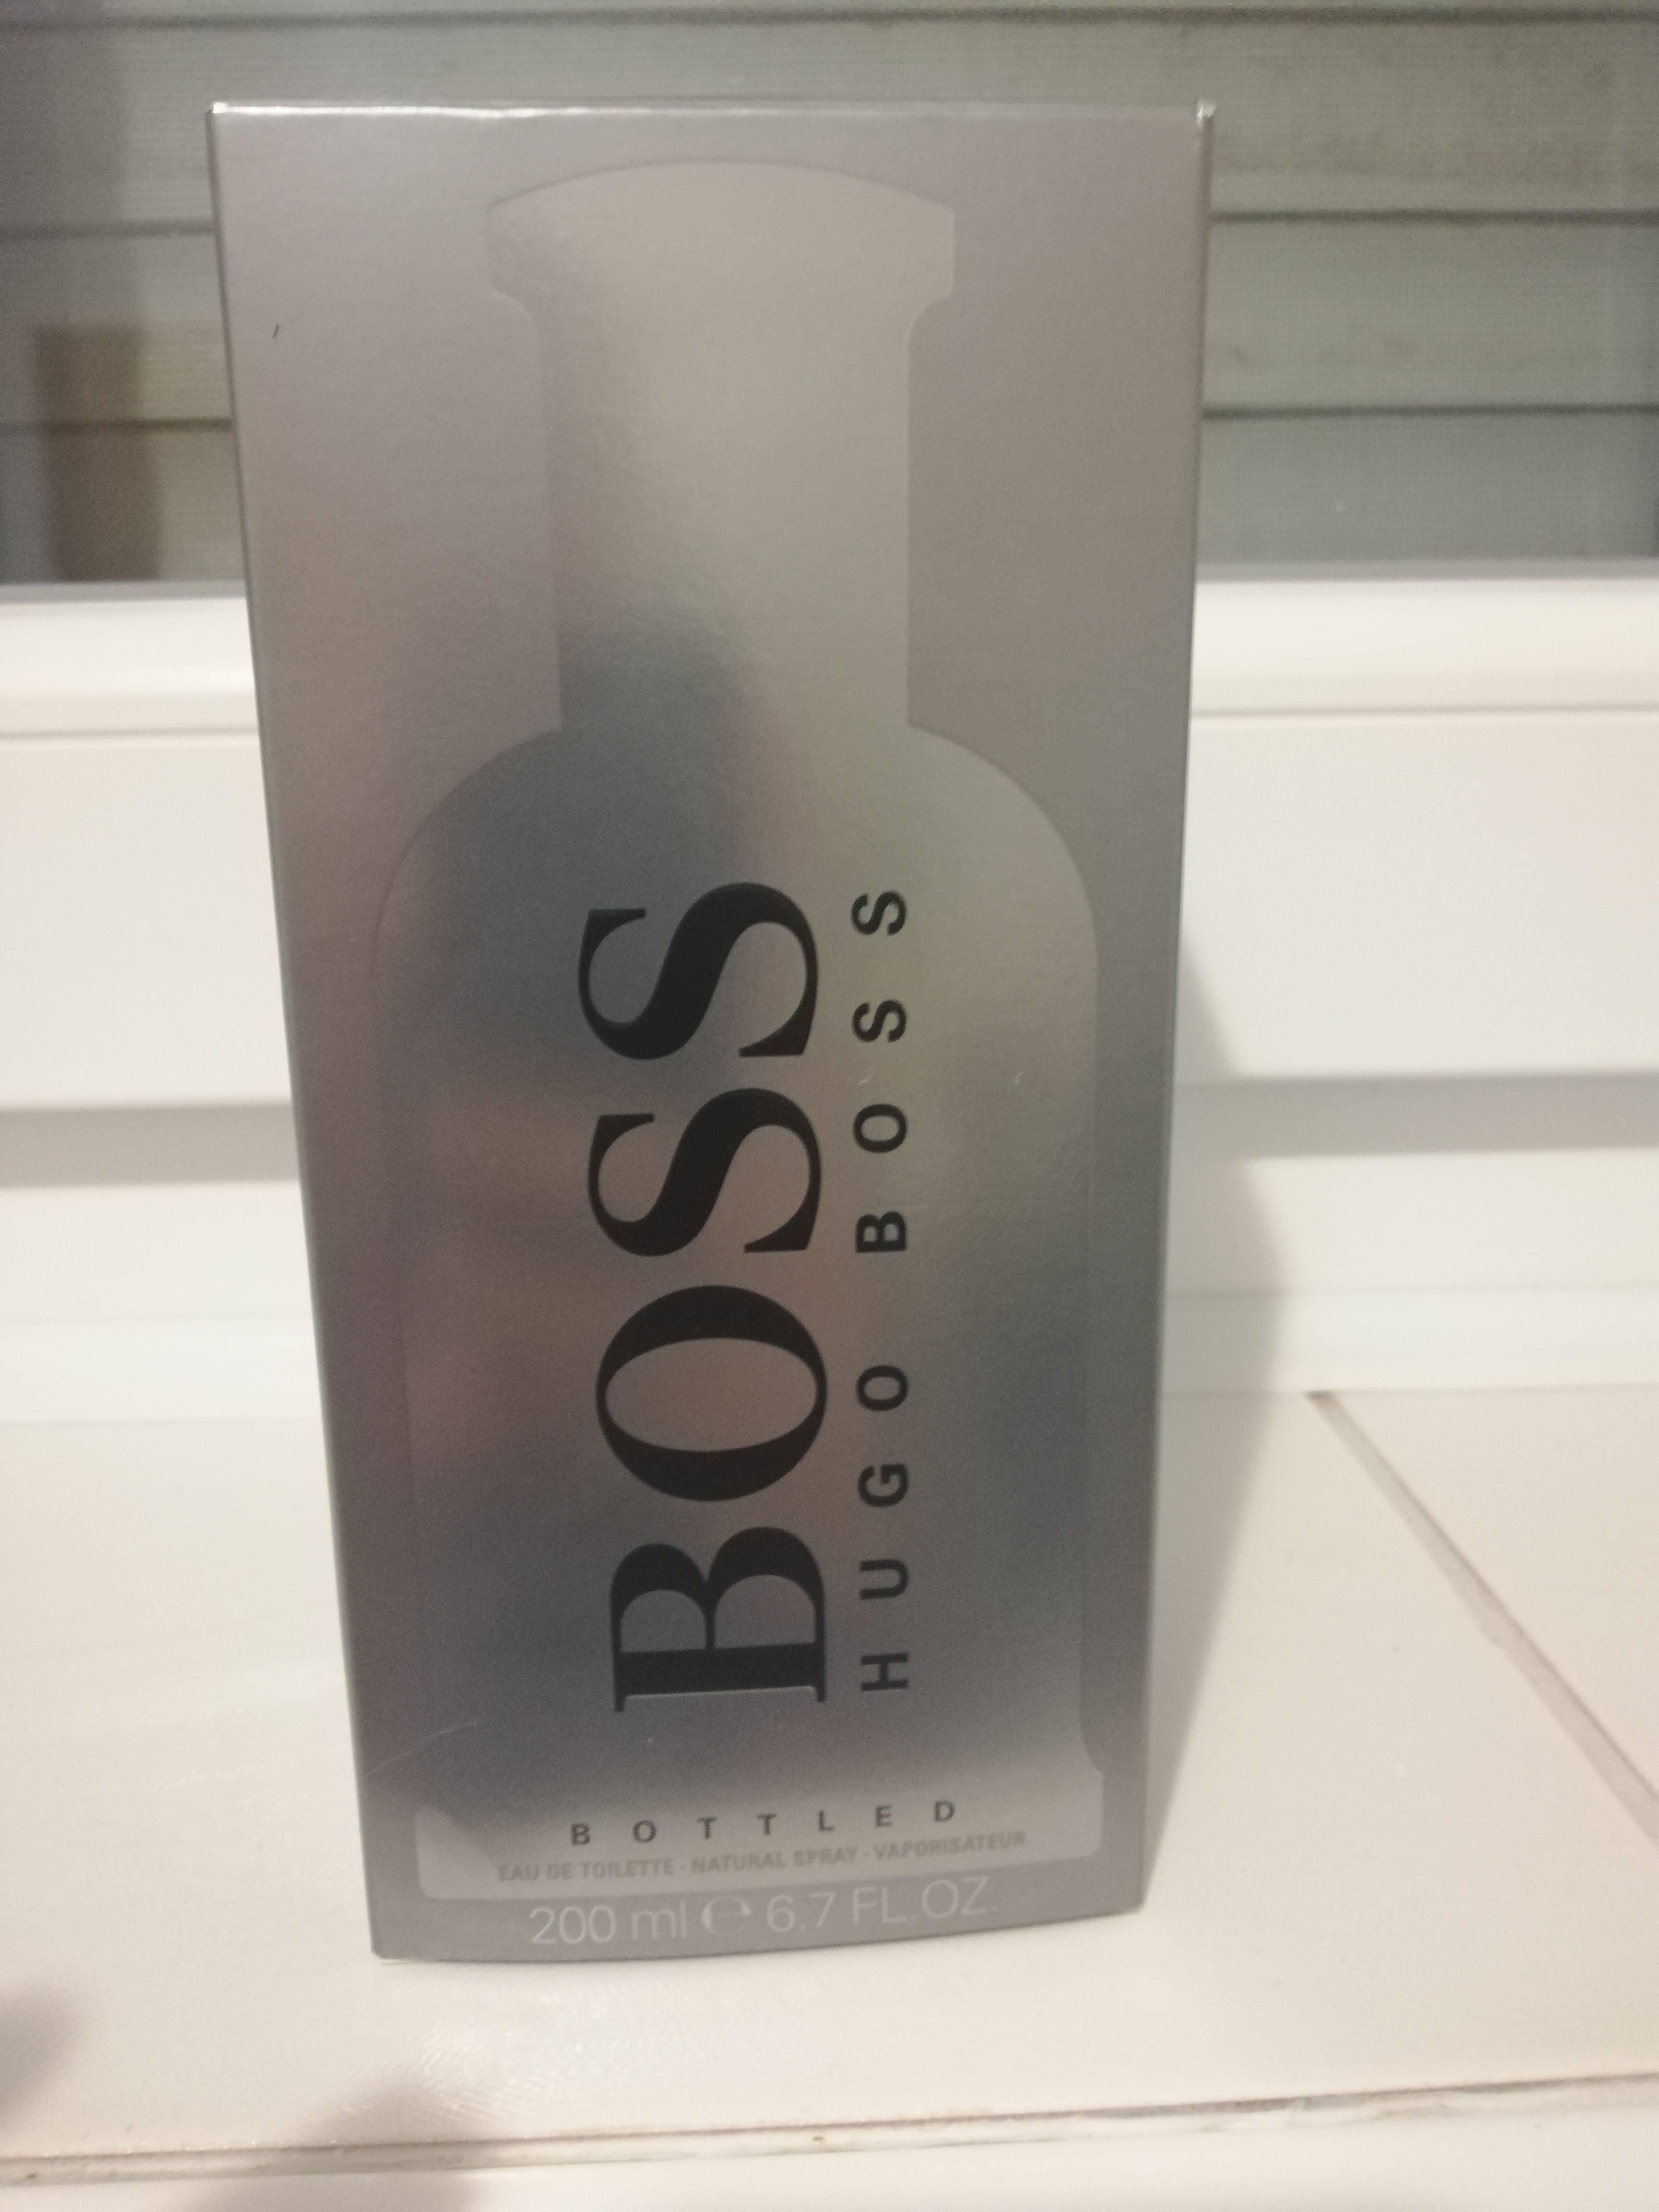 BOSS
HUGO BOSS
BOTTLED
EAU DE TOILETTE · NATURAL SPRAY · VAPORISATEUR
200 ml ℮ 6.7 FL.OZ.